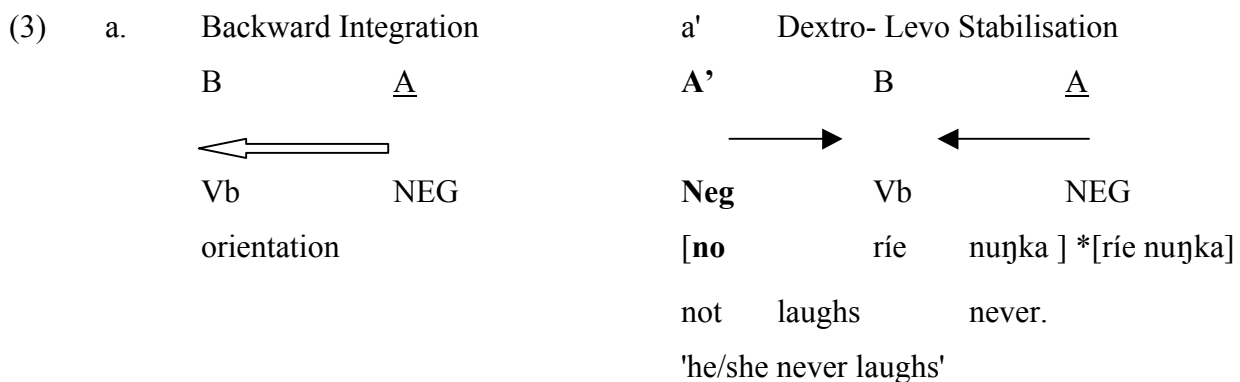 (3) a. Backward Integration a' Dextro- Levo Stabilisation
B A A’ B A
Vb NEG Neg Vb NEG
orientation [no ríe nuŋka ] *[ríe nuŋka]
not laughs never.
'he/she never laughs'